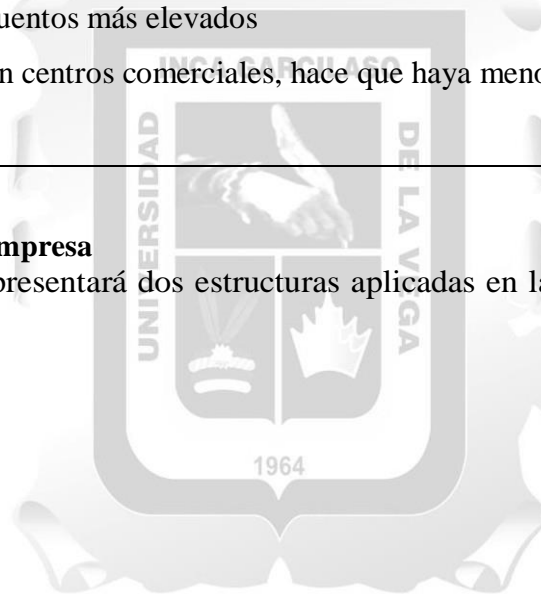 uentos más elevados
INCA GARCILASO
n centros comerciales, hace que haya meno
UNIVERSIDAD
DE LA VEGA
mpresa
presentará dos estructuras aplicadas en la
1964